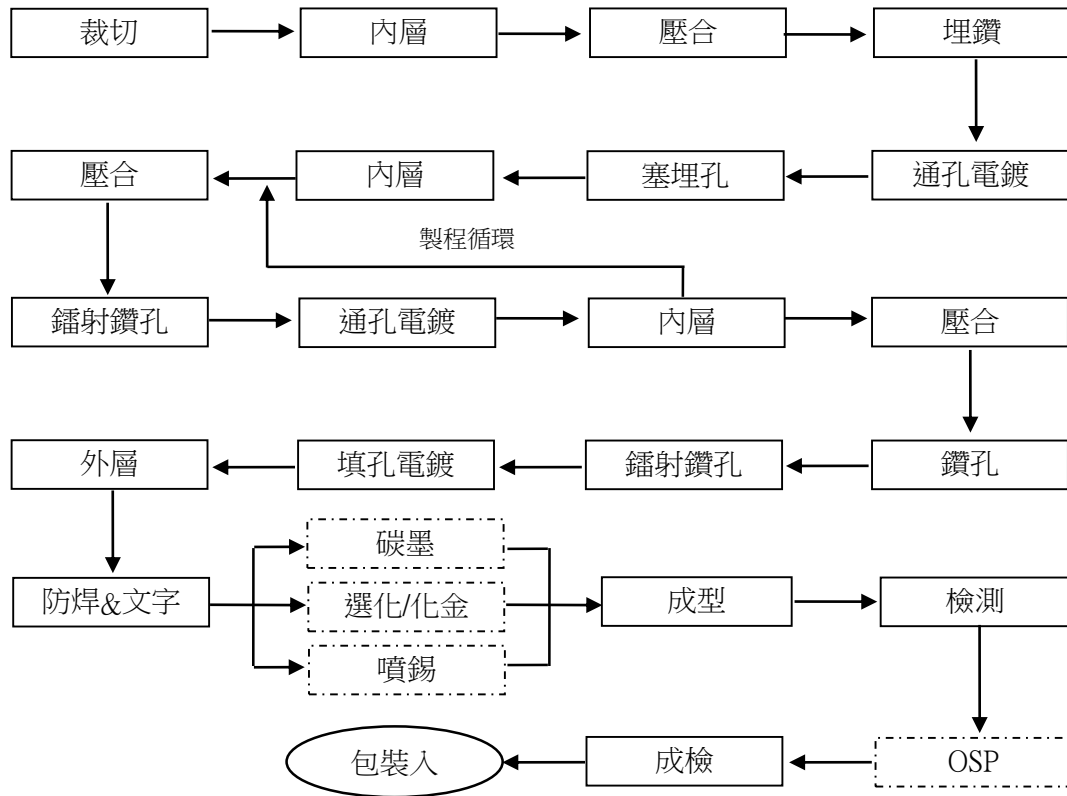 裁切
內層
壓合
埋鑽
壓合
內層
塞埋孔
通孔電鍍
製程循環
鐳射鑽孔
通孔電鍍
內層
壓合
外層
填孔電鍍
鐳射鑽孔
鑽孔
碳墨
防焊&文字
選化/化金
成型
檢測
噴錫
包裝入
成檢
OSP